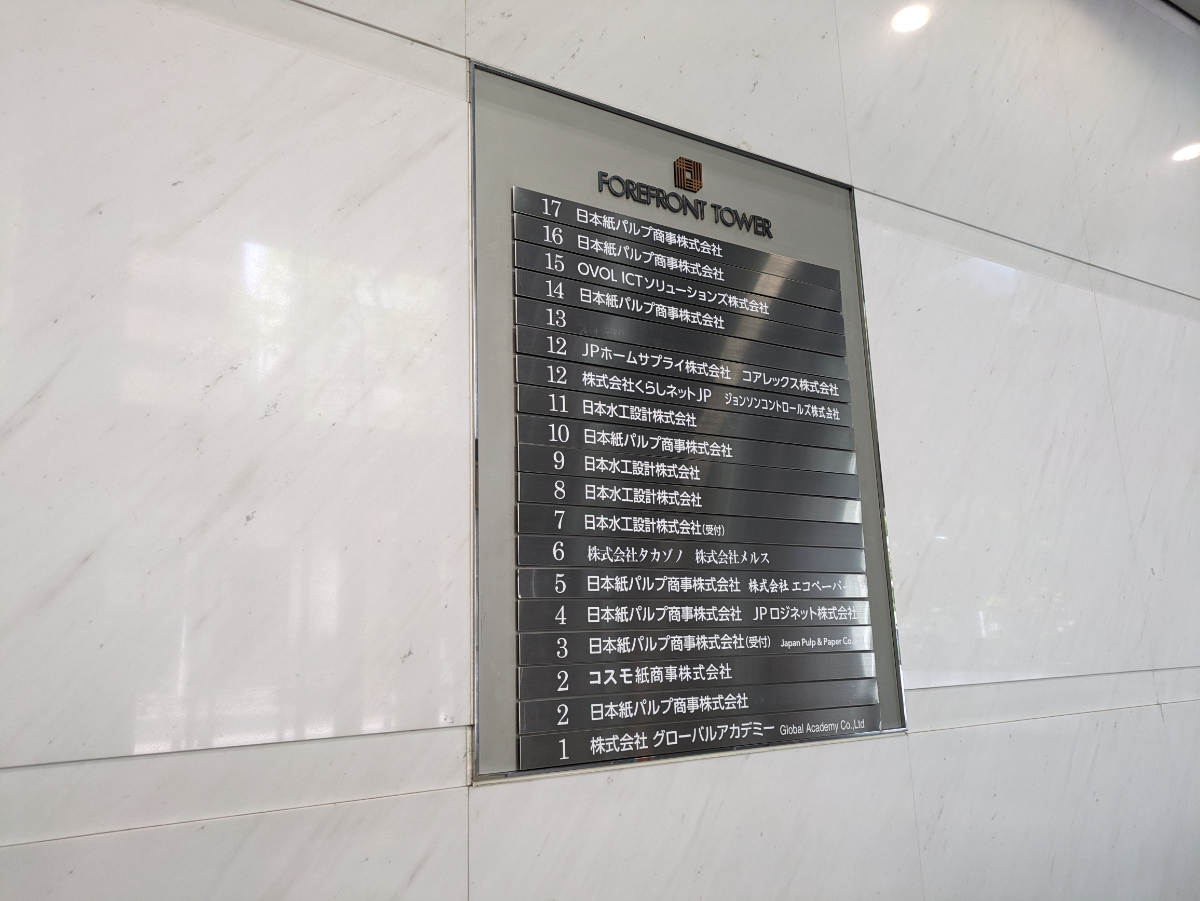 FOREFRONT TOWER
17 日本紙パルプ商事株式会社
16 日本紙パルプ商事株式会社
15 OVOL ICTソリューションズ株式会社
14 日本紙パルプ商事株式会社
13
12 JPホームサプライ株式会社 コアレックス株式会社
12 株式会社くらしネットJP ジョンソンコントロールズ株式会社
11 日本水工設計株式会社
10 日本紙パルプ商事株式会社
9 日本水工設計株式会社
8 日本水工設計株式会社
7 日本水工設計株式会社(受付)
6 株式会社タカゾノ 株式会社メルス
5 日本紙パルプ商事株式会社 株式会社エコペーパー
4 日本紙パルプ商事株式会社 JPロジネット株式会社
3 日本紙パルプ商事株式会社(受付) Japan Pulp & Paper Co.
2 コスモ紙商事株式会社
2 日本紙パルプ商事株式会社
1 株式会社 グローバルアカデミー Global Academy Co.,Ltd